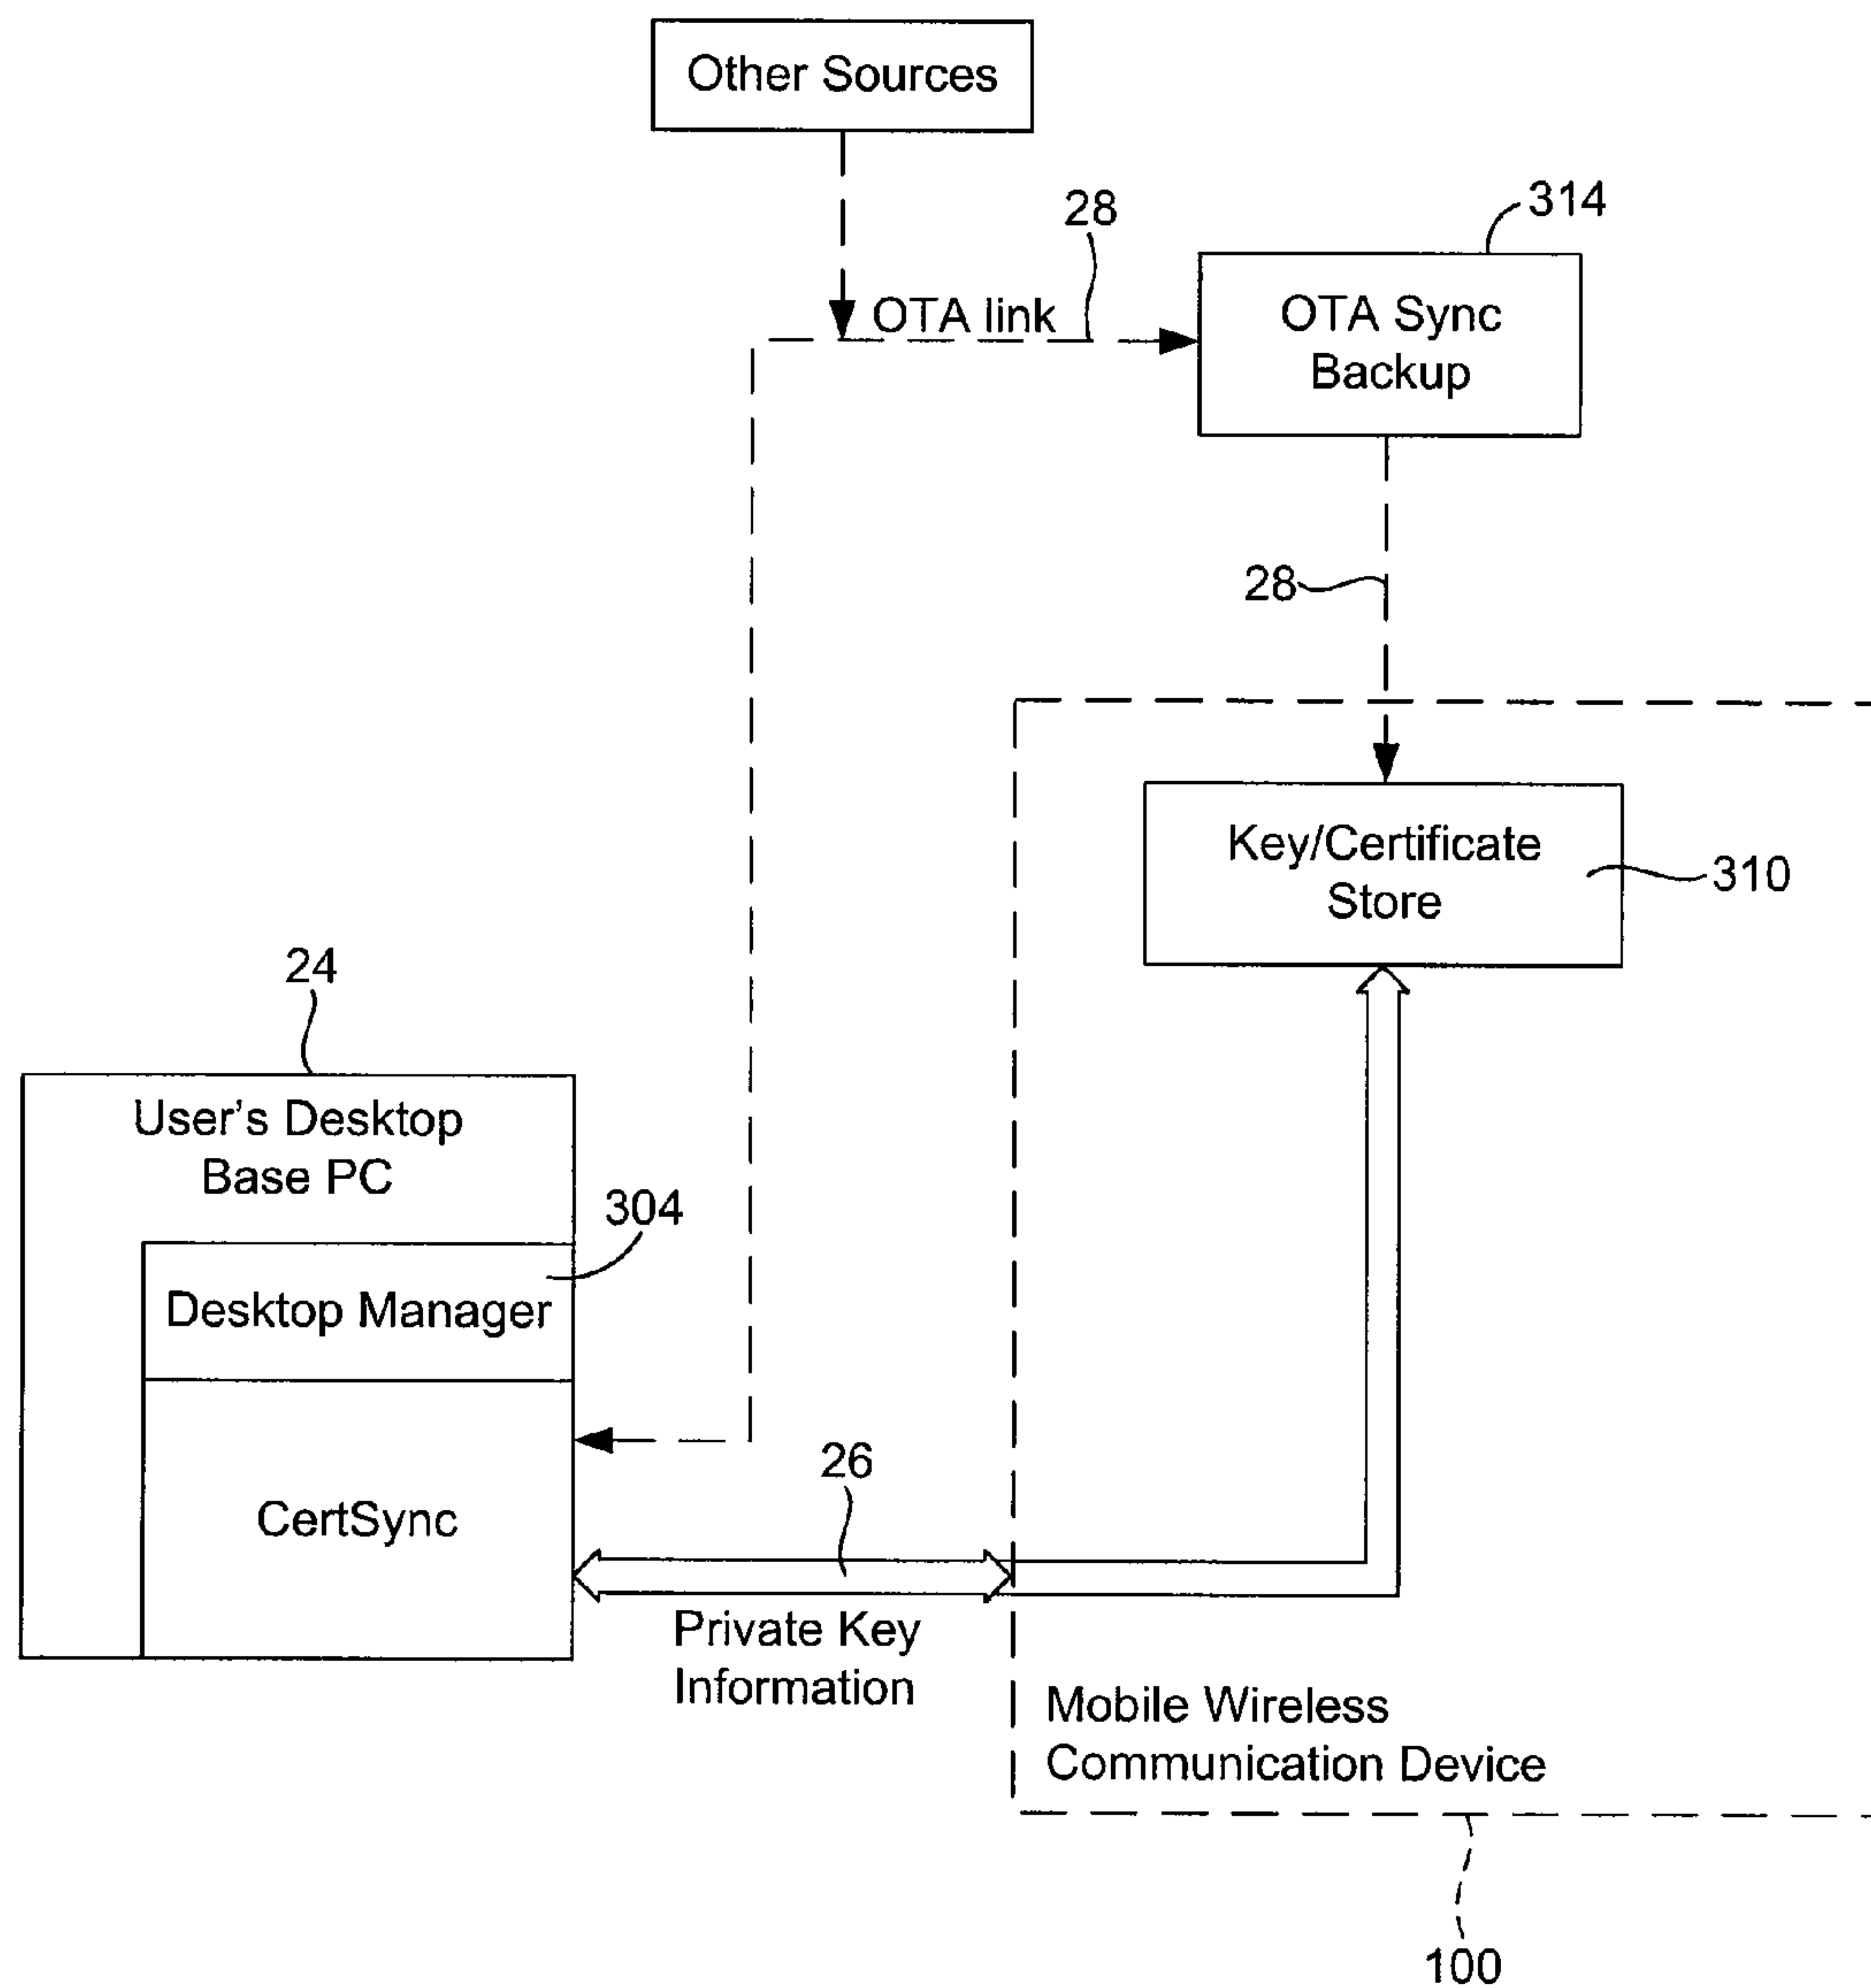 Other Sources
28
314
OTA link
OTA Sync
Backup
28
Key/Certificate
Store
310
24
User's Desktop
Base PC
304
Desktop Manager
26
CertSync
Private Key
Information
Mobile Wireless
Communication Device
100